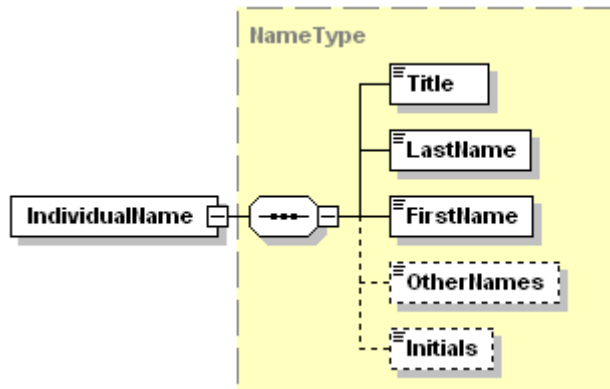 NameType
Title
LastName
IndividualName
FirstName
OtherNames
Initials